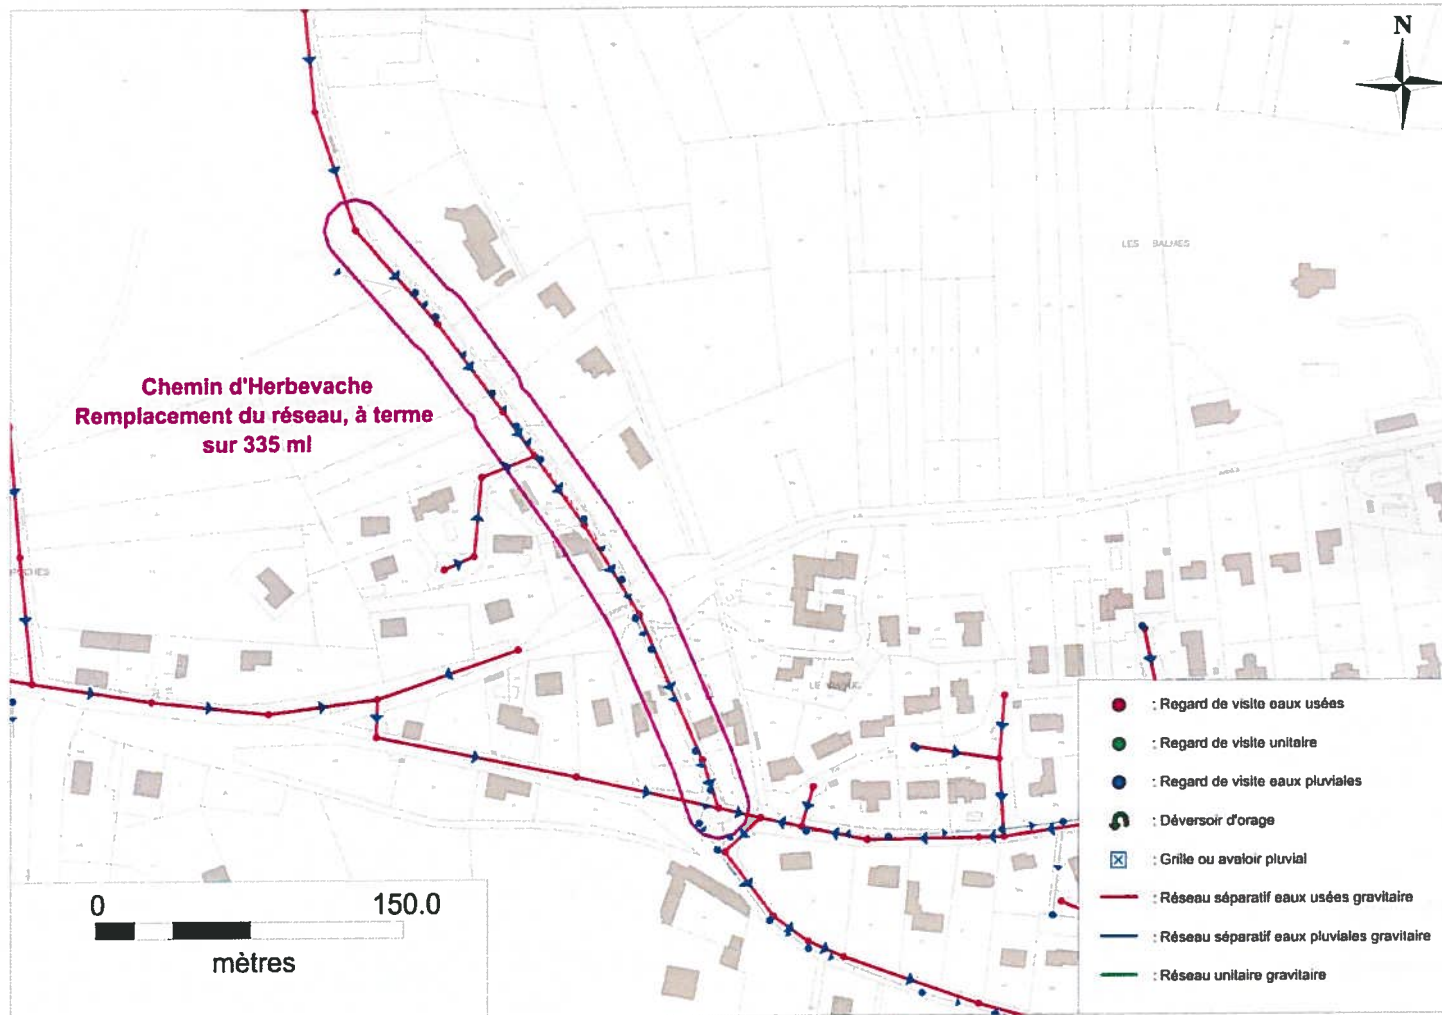 N
LES BALMES
Chemin d'Herbevache
Remplacement du réseau, à terme
sur 335 ml
: Regard de visite eaux usées
: Regard de visite unitaire
: Regard de visite eaux pluviales
: Déversoir d'orage
: Grille ou avaloir pluvial
: Réseau séparatif eaux usées gravitaire
: Réseau séparatif eaux pluviales gravitaire
: Réseau unitaire gravitaire
0 150.0
mètres